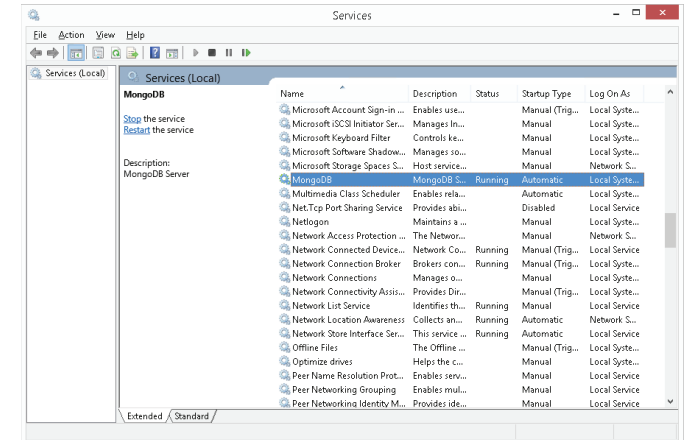 Services
File Action View Help
Services (Local)
Services (Local)
MongoDB
Stop the service
Restart the service
Description:
MongoDB Server
Name Description Status Startup Type Log On As
Microsoft Account Sign-in ... Enables use... Manual (Trig... Local Syste...
Microsoft iSCSI Initiator Ser... Manages In... Manual Local Syste...
Microsoft Keyboard Filter Controls ke... Manual Local Syste...
Microsoft Software Shadow... Manages so... Manual Local Syste...
Microsoft Storage Spaces S... Host service... Manual Network S...
MongoDB MongoDB S... Running Automatic Local Syste...
Multimedia Class Scheduler Enables rela... Automatic Local Syste...
Net.Tcp Port Sharing Service Provides abi... Disabled Local Service
Netlogon Maintains a ... Manual Local Syste...
Network Access Protection ... The Networ... Manual Network S...
Network Connected Device... Network Co... Running Manual (Trig... Local Service
Network Connection Broker Brokers con... Running Manual (Trig... Local Syste...
Network Connections Manages o... Manual Local Syste...
Network Connectivity Assis... Provides Dir... Manual (Trig... Local Syste...
Network List Service Identifies th... Running Manual Local Service
Network Location Awareness Collects an... Running Automatic Network S...
Network Store Interface Ser... This service ... Running Automatic Local Service
Offline Files The Offline ... Manual (Trig... Local Syste...
Optimize drives Helps the c... Manual Local Syste...
Peer Name Resolution Prot... Enables serv... Manual Local Service
Peer Networking Grouping Enables mul... Manual Local Service
Peer Networking Identity M... Provides ide... Manual Local Service
Extended Standard